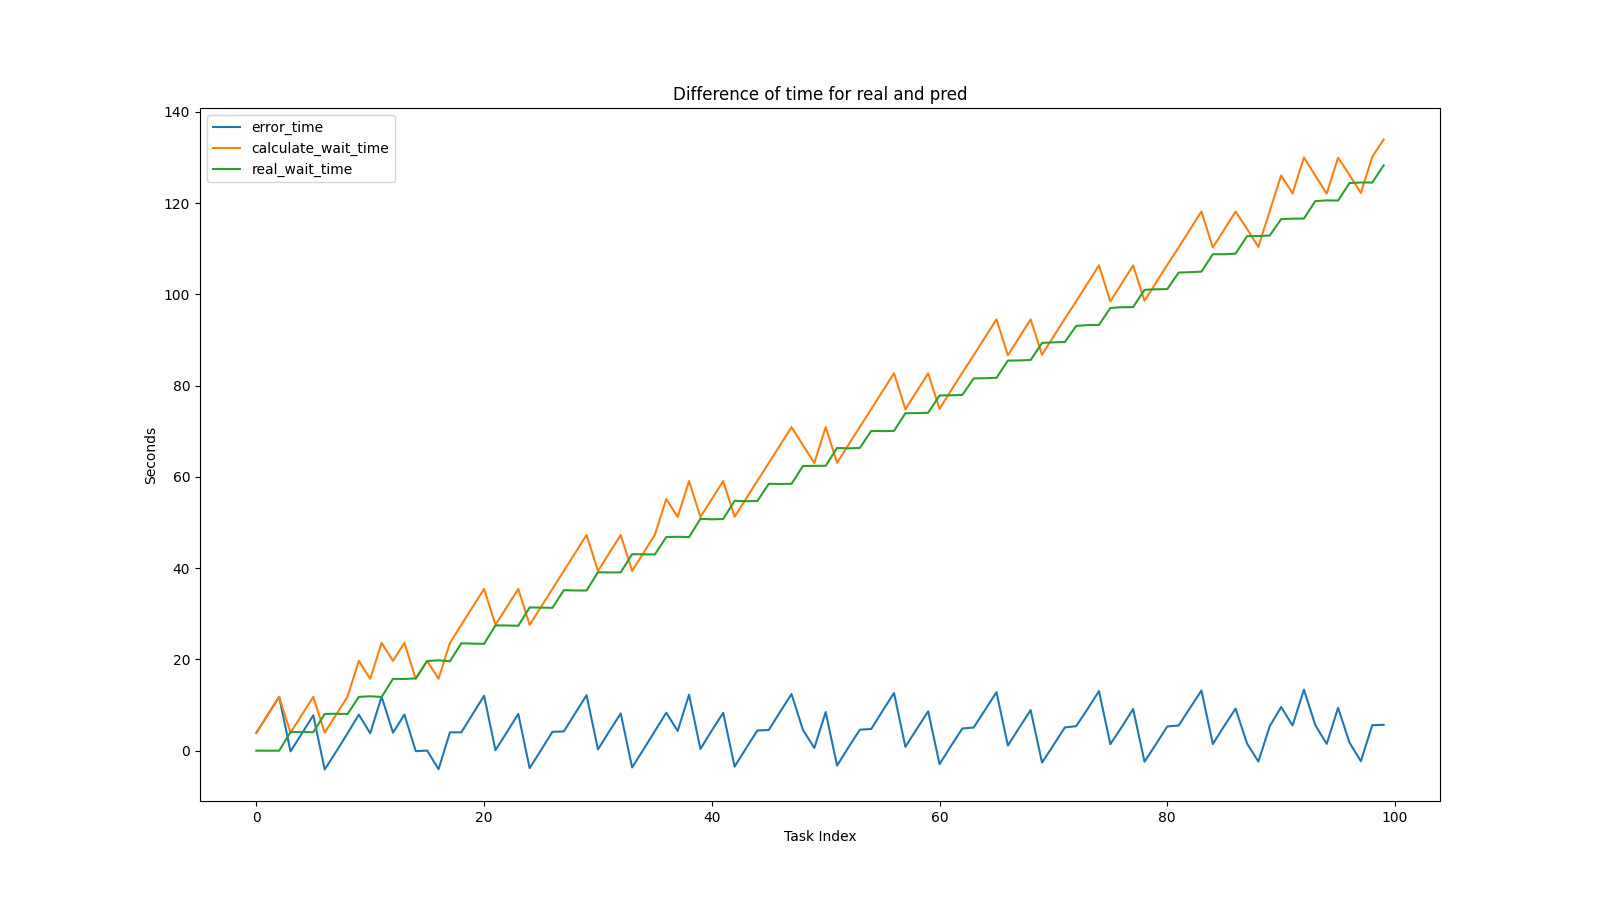 Difference of time for real and pred
error_time
calculate_wait_time
real_wait_time
140
120
100
80
60
40
20
0
Seconds
0 20 40 60 80 100
Task Index